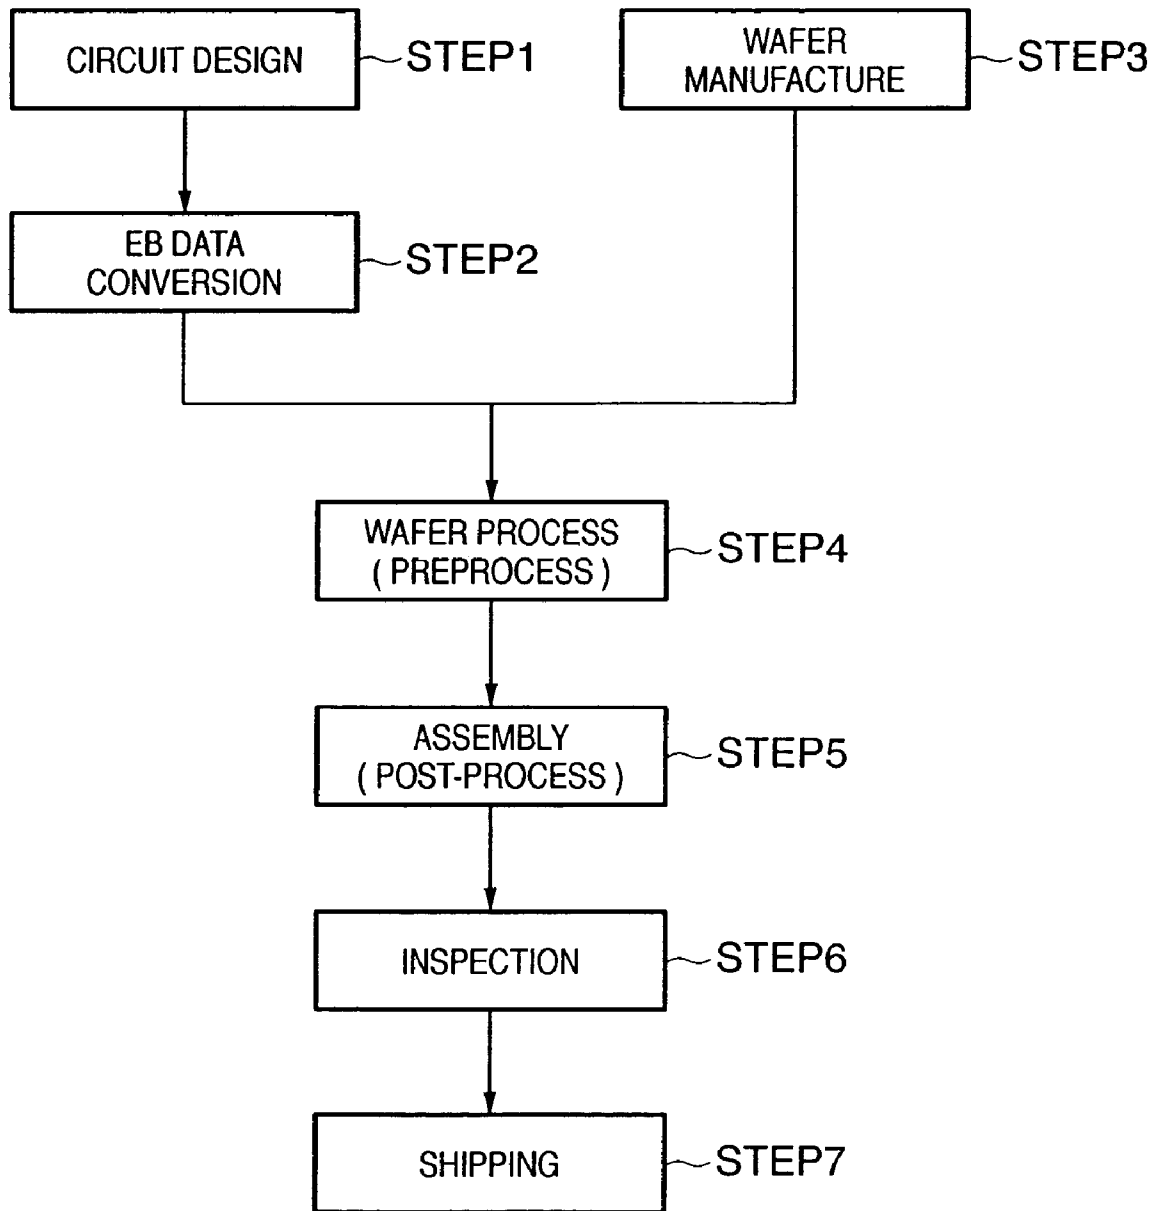 CIRCUIT DESIGN
STEP1
WAFER
MANUFACTURE
STEP3
EB DATA
CONVERSION
STEP2
WAFER PROCESS
( PREPROCESS )
STEP4
ASSEMBLY
( POST-PROCESS )
STEP5
INSPECTION
STEP6
SHIPPING
STEP7